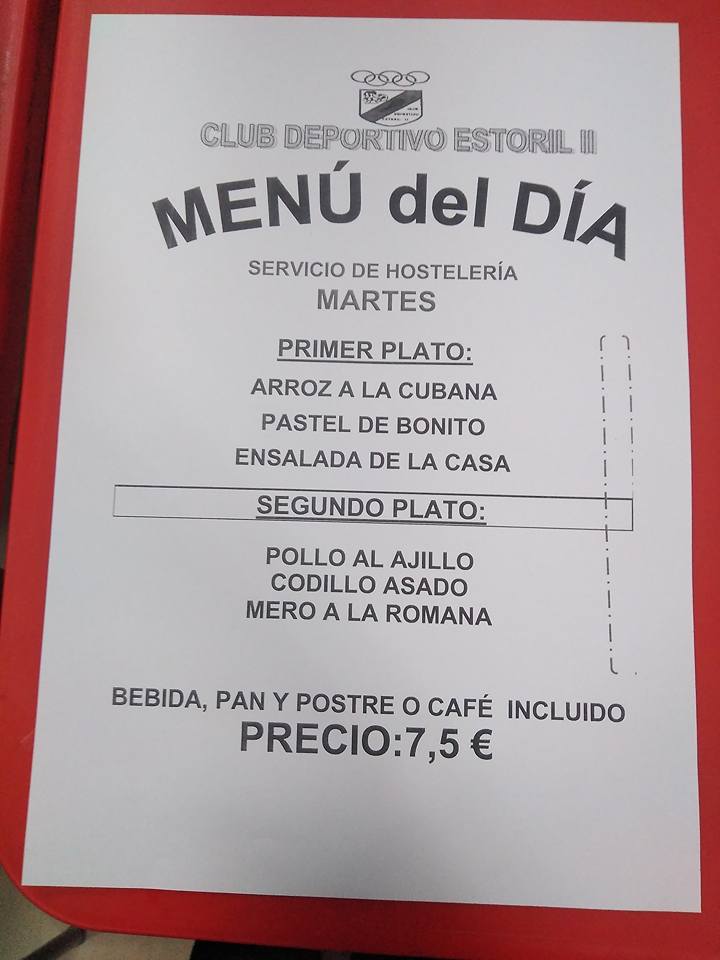 CLUB DEPORTIVO ESTORIL II
MENÚ del DÍA
SERVICIO DE HOSTELERÍA
MARTES
PRIMER PLATO:
ARROZ A LA CUBANA
PASTEL DE BONITO
ENSALADA DE LA CASA
SEGUNDO PLATO:
POLLO AL AJILLO
CODILLO ASADO
MERO A LA ROMANA
BEBIDA, PAN Y POSTRE O CAFÉ INCLUIDO
PRECIO:7,5 €